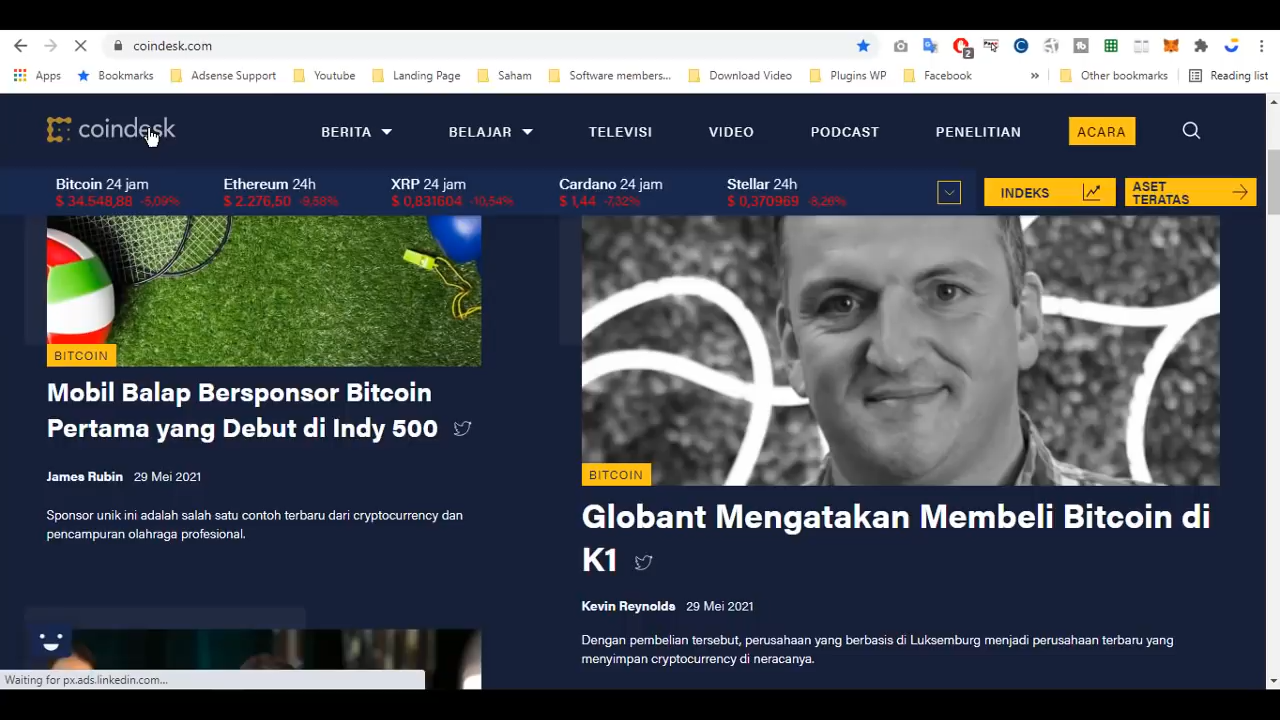 coindesk.com
2
Apps
Bookmarks
Adsense Support
Youtube
Landing Page
Saham
Software members...
Download Video
Plugins WP
Facebook
»
Other bookmarks
Reading list
coindesk
BERITA
BELAJAR
TELEVISI
VIDEO
PODCAST
PENELITIAN
ACARA
Bitcoin 24 jam
$ 34.548,88 -5,09%
Ethereum 24h
$ 2.276,50 -9,58%
XRP 24 jam
$ 0,831604 -10,54%
Cardano 24 jam
$ 1,44 -7,32%
Stellar 24h
$ 0,370969 -8,26%
INDEKS
ASET
TERATAS
BITCOIN
Mobil Balap Bersponsor Bitcoin
Pertama yang Debut di Indy 500
James Rubin 29 Mei 2021
Sponsor unik ini adalah salah satu contoh terbaru dari cryptocurrency dan
pencampuran olahraga profesional.
BITCOIN
Globant Mengatakan Membeli Bitcoin di
K1
Kevin Reynolds 29 Mei 2021
Dengan pembelian tersebut, perusahaan yang berbasis di Luksemburg menjadi perusahaan terbaru yang
menyimpan cryptocurrency di neracanya.
Waiting for px.ads.linkedin.com...